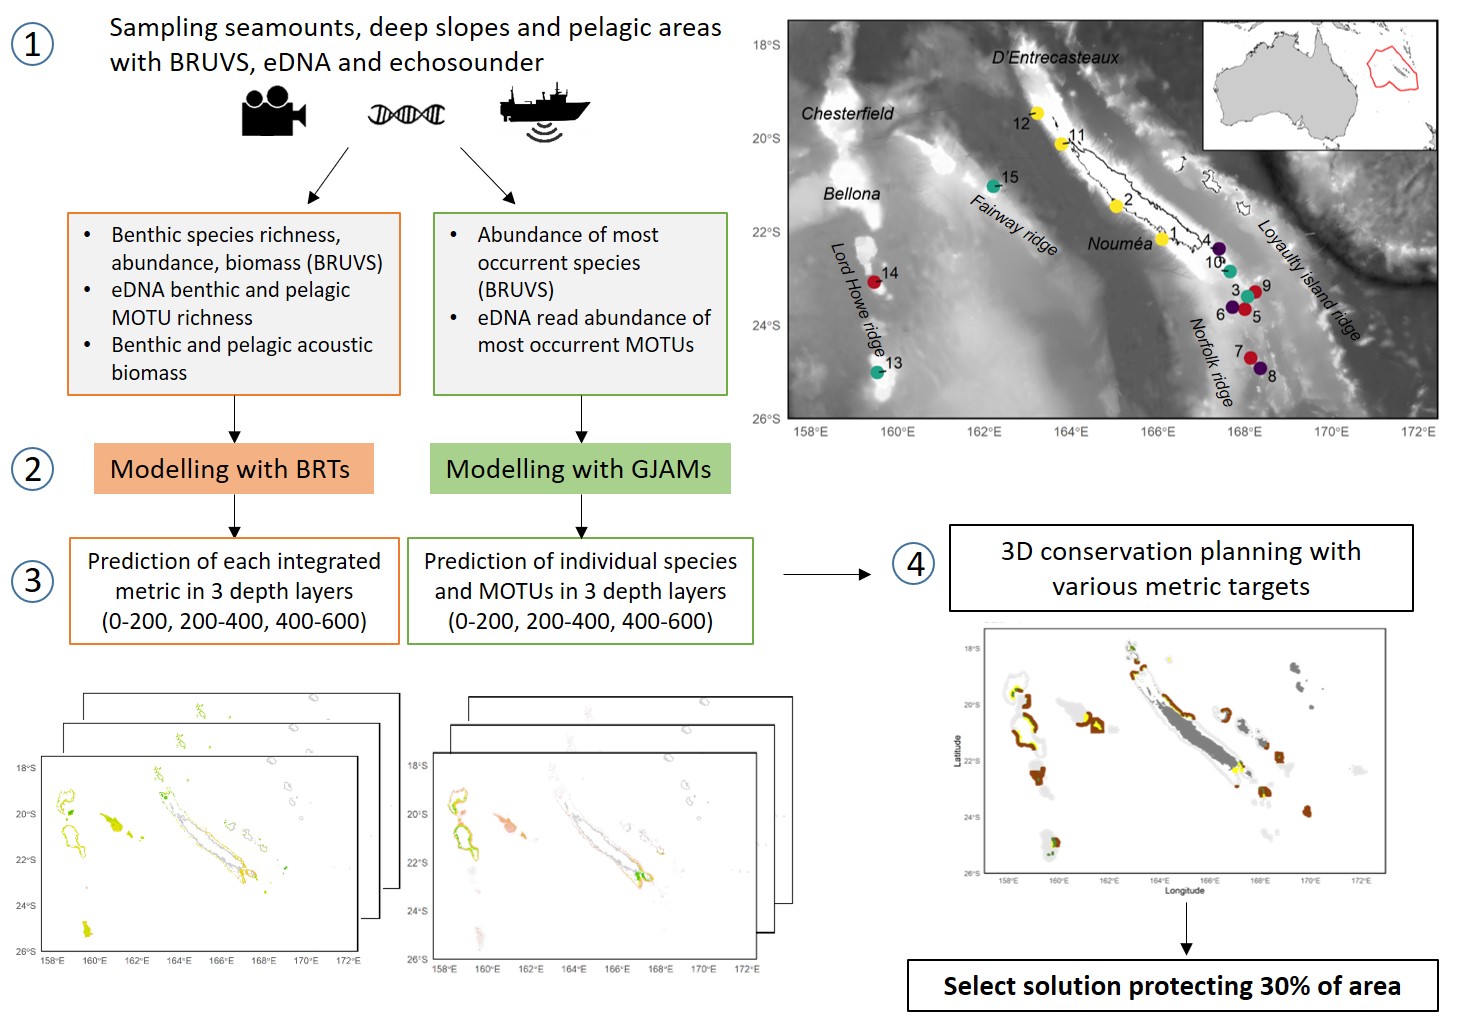 1
Sampling seamounts, deep slopes and pelagic areas
with BRUVS, eDNA and echosounder
• Benthic species richness,
abundance, biomass (BRUVS)
• eDNA benthic and pelagic
MOTU richness
• Benthic and pelagic acoustic
biomass
• Abundance of most
occurrent species
(BRUVS)
• eDNA read abundance of
most occurrent MOTUs
18°S
20°S
22°S
24°S
26°S
158°E 160°E 162°E 164°E 166°E 168°E 170°E 172°E
D'Entrecasteaux
Chesterfield
Bellona
Lord Howe ridge
Fairway ridge
Nouméa
Norfolk ridge
Loyaulty island ridge
12
11
15
2
1
4
10
3
9
6
5
7
8
14
13
2
Modelling with BRTs
Modelling with GJAMs
3
Prediction of each integrated
metric in 3 depth layers
(0-200, 200-400, 400-600)
Prediction of individual species
and MOTUs in 3 depth layers
(0-200, 200-400, 400-600)
4
3D conservation planning with
various metric targets
18°S
20°S
22°S
24°S
26°S
158°E 160°E 162°E 164°E 166°E 168°E 170°E 172°E
18°S
20°S
22°S
24°S
26°S
158°E 160°E 162°E 164°E 166°E 168°E 170°E 172°E
Latitude
18°S
20°S
22°S
24°S
26°S
158°E 160°E 162°E 164°E 166°E 168°E 170°E 172°E
Longitude
Select solution protecting 30% of area